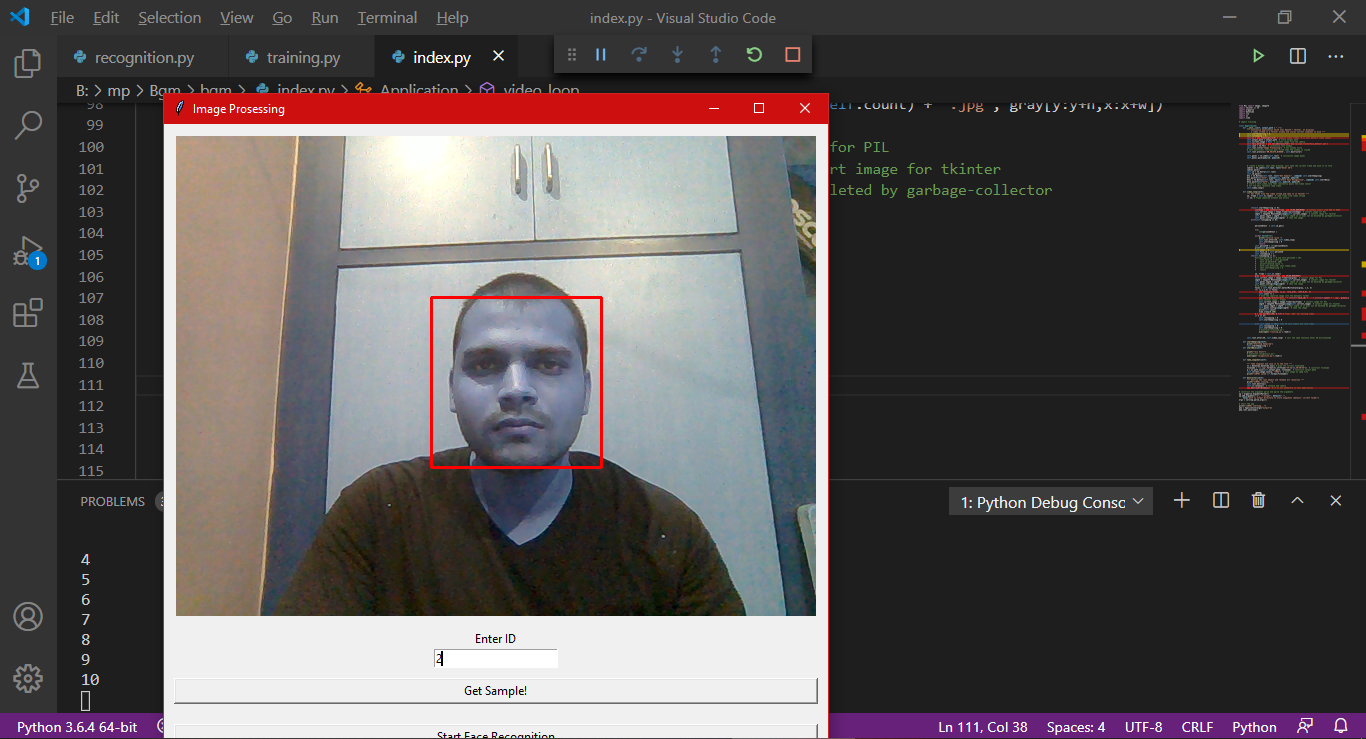 File Edit Selection View Go Run Terminal Help
index.py - Visual Studio Code
recognition.py
training.py
index.py
B: > mp > Bgm > bgm > index.py > Application > video_loop
Image Prosessing
98
99
100
101
102
103
104
105
106
107
108
109
110
111
112
113
114
115
elf.count) + ".jpg", gray[y:y+h,x:x+w])
for PIL
rt image for tkinter
leted by garbage-collector
1
PROBLEMS
1: Python Debug Consc
4
5
6
7
8
9
10
Enter ID
2
Get Sample!
Start Face Recognition
Python 3.6.4 64-bit
Ln 111, Col 38
Spaces: 4
UTF-8
CRLF
Python